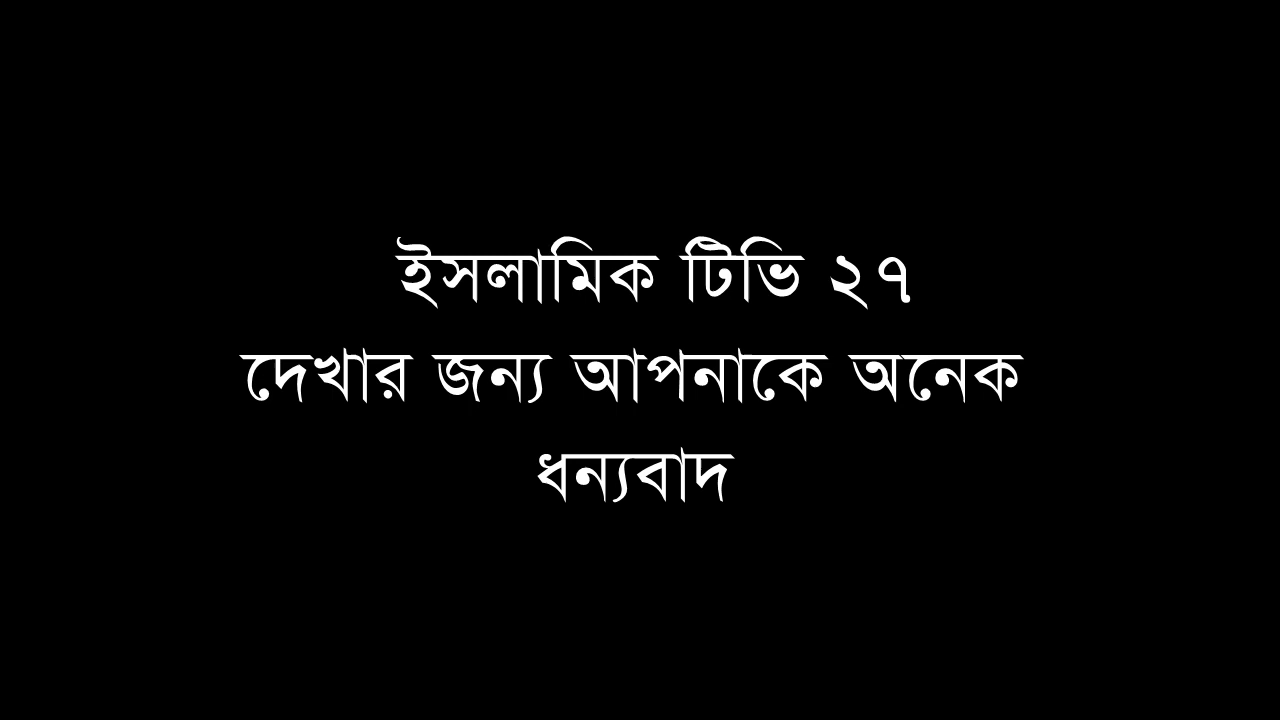 ইসলামিক টিভি ২৭
দেখার জন্য আপনাকে অনেক
ধন্যবাদ